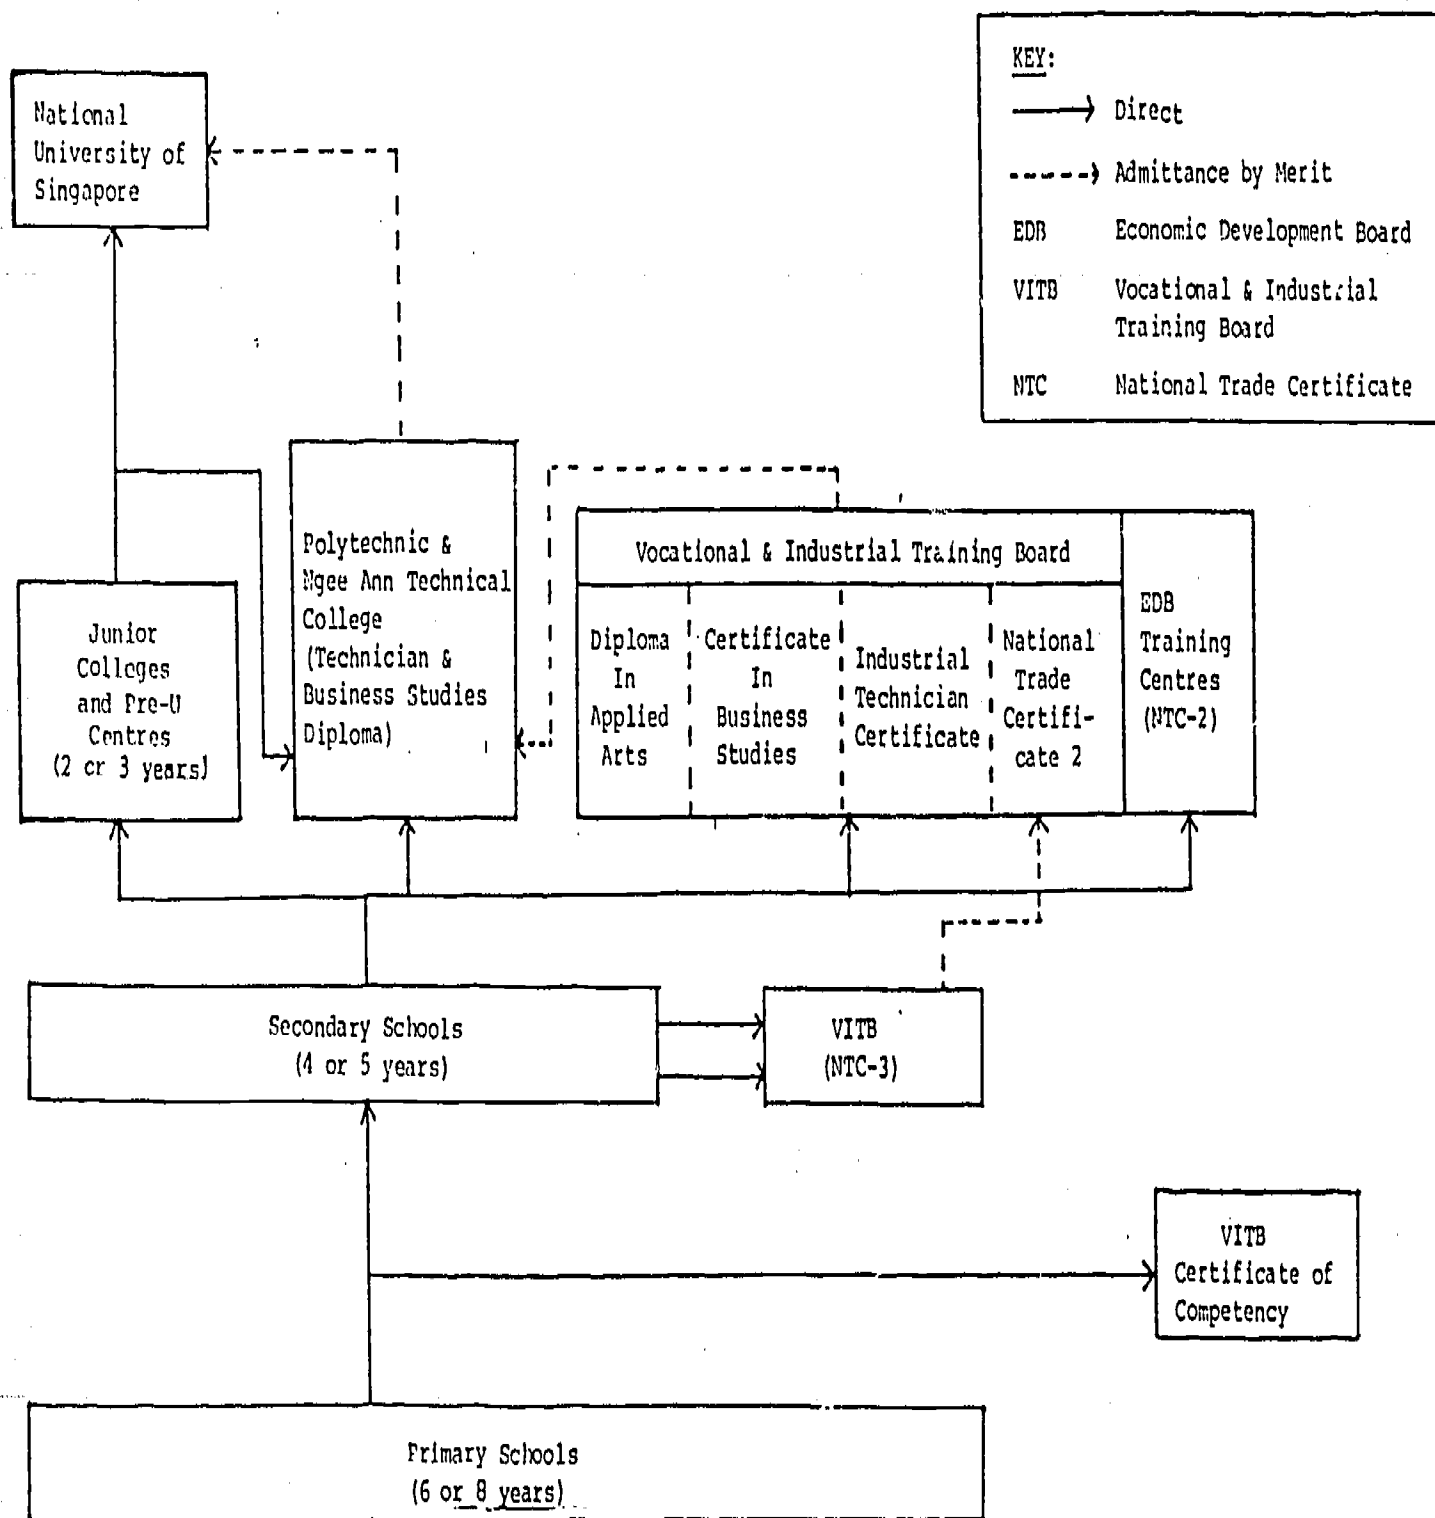 KEY:
Direct
Admittance by Merit
EDB Economic Development Board
VITB Vocational & Industrial
Training Board
NTC National Trade Certificate
National
University of
Singapore
Polytechnic &
Ngee Ann Technical
College
(Technician &
Business Studies
Diploma)
Vocational & Industrial Training Board
Diploma
In
Applied
Arts
Certificate
In
Business
Studies
Industrial
Technician
Certificate
National
Trade
Certifi-
cate 2
EDB
Training
Centres
(NTC-2)
Junior
Colleges
and Pre-U
Centres
(2 or 3 years)
Secondary Schools
(4 or 5 years)
VITB
(NTC-3)
VITB
Certificate of
Competency
Primary Schools
(6 or 8 years)